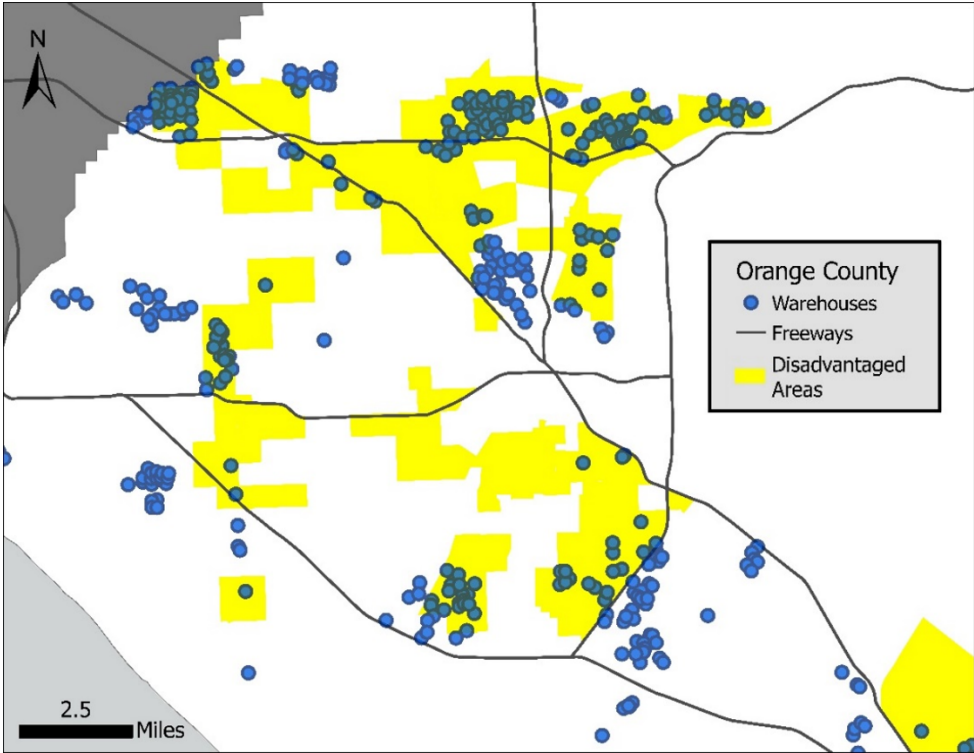 N
Orange County
Warehouses
Freeways
Disadvantaged
Areas
2.5
Miles